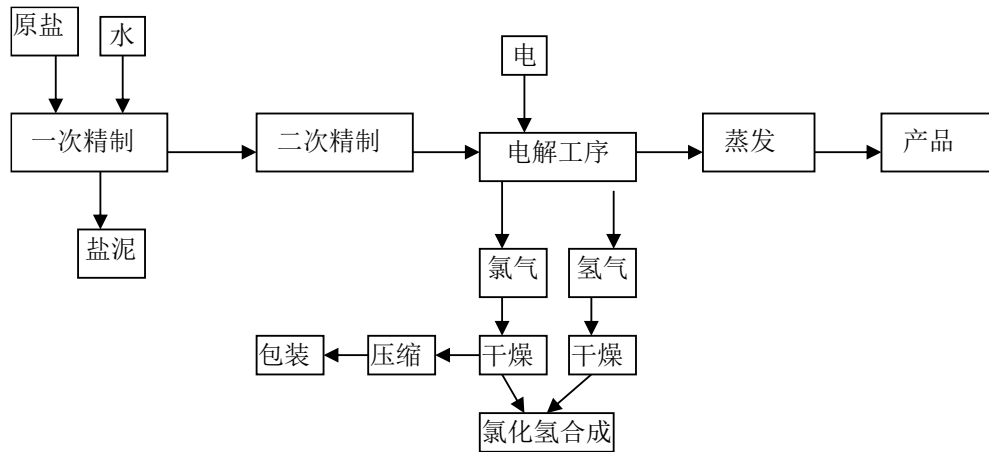 原盐
水
电
一次精制
二次精制
电解工序
蒸发
产品
盐泥
氯气
氢气
包装
压缩
干燥
干燥
氯化氢合成